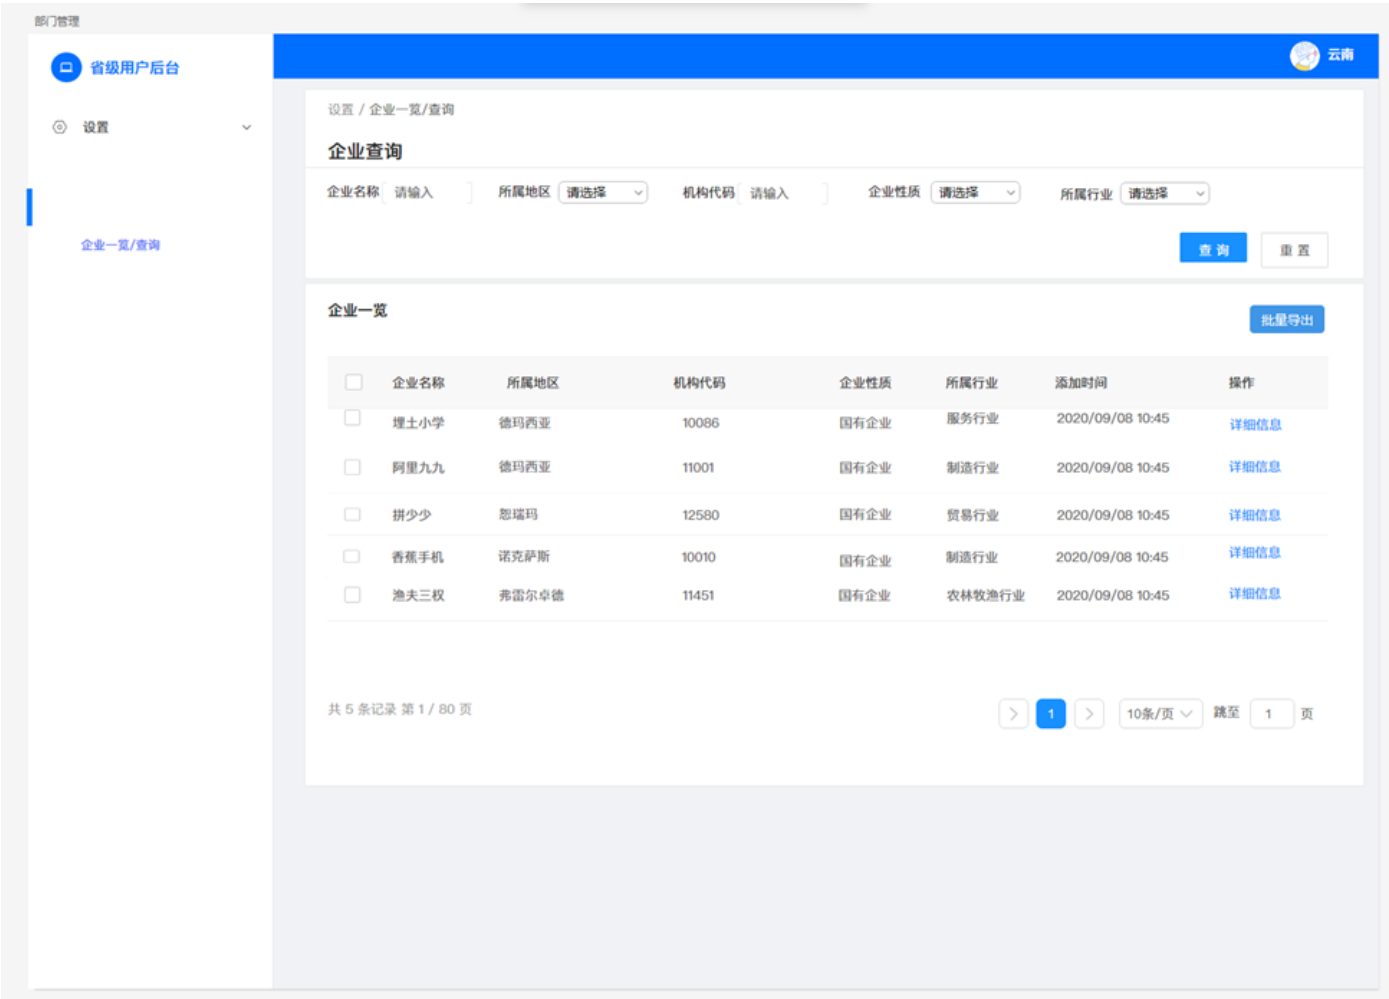 部门管理
省级用户后台
云南
设置
企业一览/查询
设置 / 企业一览/查询
企业查询
企业名称 请输入 所属地区 请选择 机构代码 请输入 企业性质 请选择 所属行业 请选择
查 询 重 置
企业一览
批量导出
企业名称 所属地区 机构代码 企业性质 所属行业 添加时间 操作
埋土小学 德玛西亚 10086 国有企业 服务行业 2020/09/08 10:45 详细信息
阿里九九 德玛西亚 11001 国有企业 制造行业 2020/09/08 10:45 详细信息
拼少少 恕瑞玛 12580 国有企业 贸易行业 2020/09/08 10:45 详细信息
香蕉手机 诺克萨斯 10010 国有企业 制造行业 2020/09/08 10:45 详细信息
渔夫三权 弗雷尔卓德 11451 国有企业 农林牧渔行业 2020/09/08 10:45 详细信息
共 5 条记录 第 1 / 80 页
1 10条/页 跳至 1 页